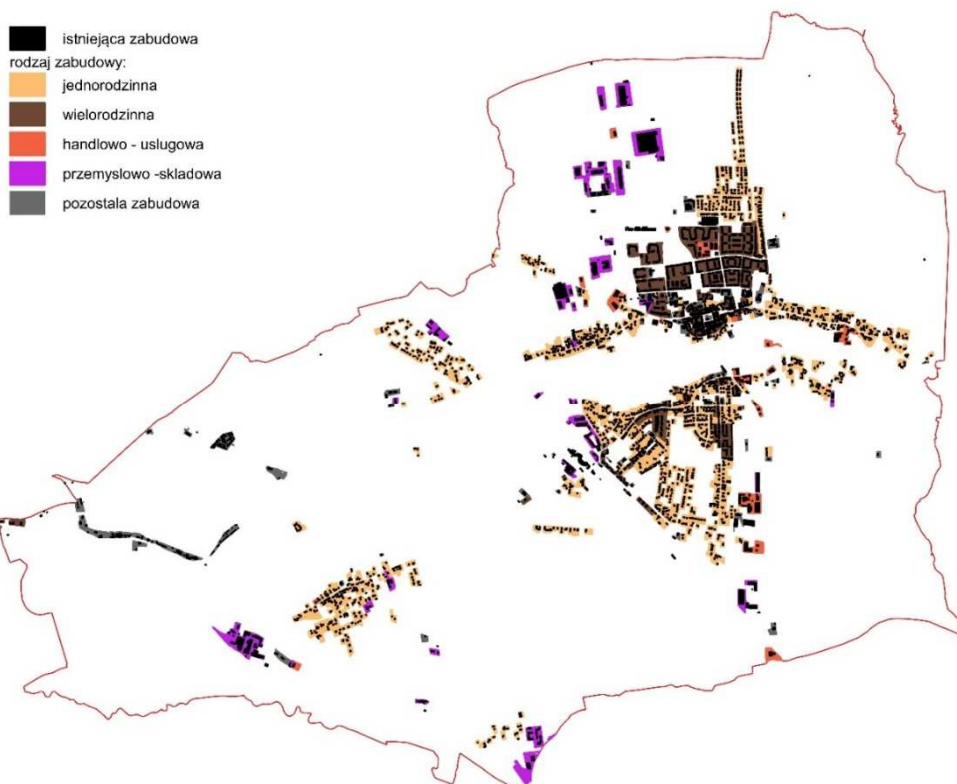 istniejąca zabudowa
rodzaj zabudowy:
jednorodzinna
wielorodzinna
handlowo - uslugowa
przemyslowo -skladowa
pozostala zabudowa